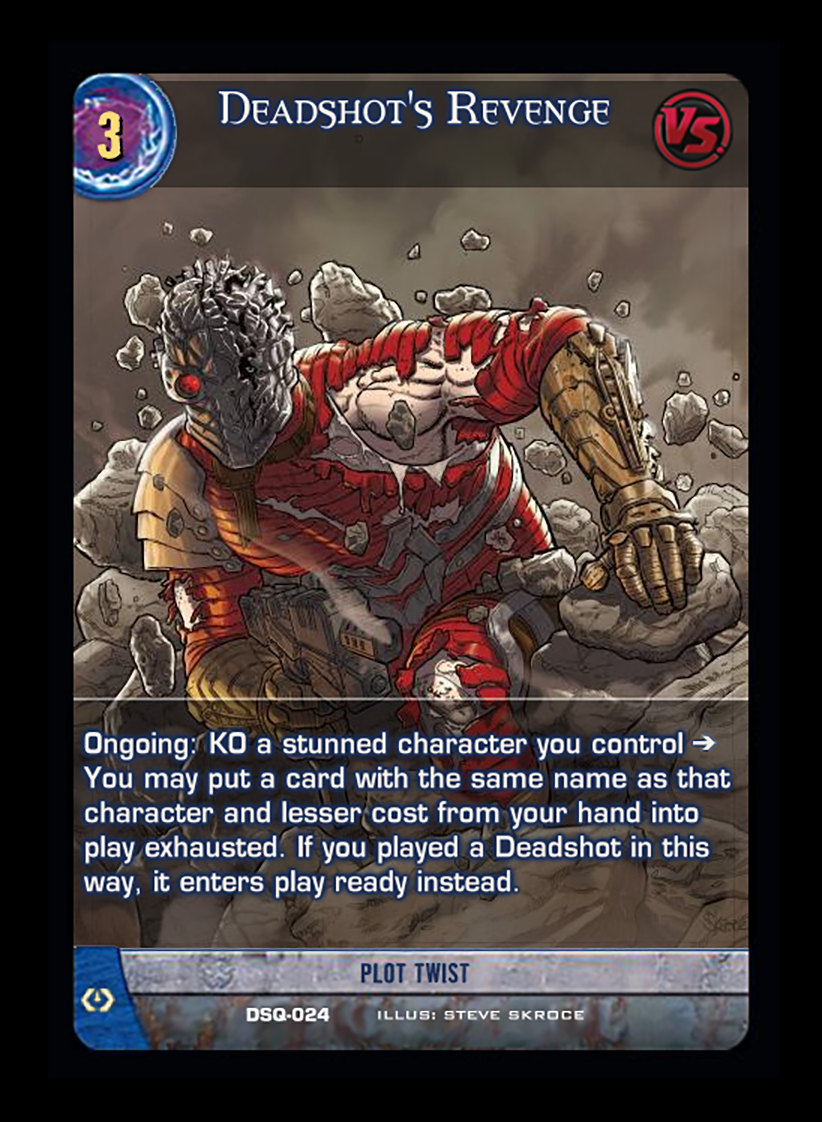 3
Deadshot's Revenge
VS.
Ongoing: KO a stunned character you control ➔
You may put a card with the same name as that
character and lesser cost from your hand into
play exhausted. If you played a Deadshot in this
way, it enters play ready instead.
PLOT TWIST
DSQ-024 ILLUS: STEVE SKROCE